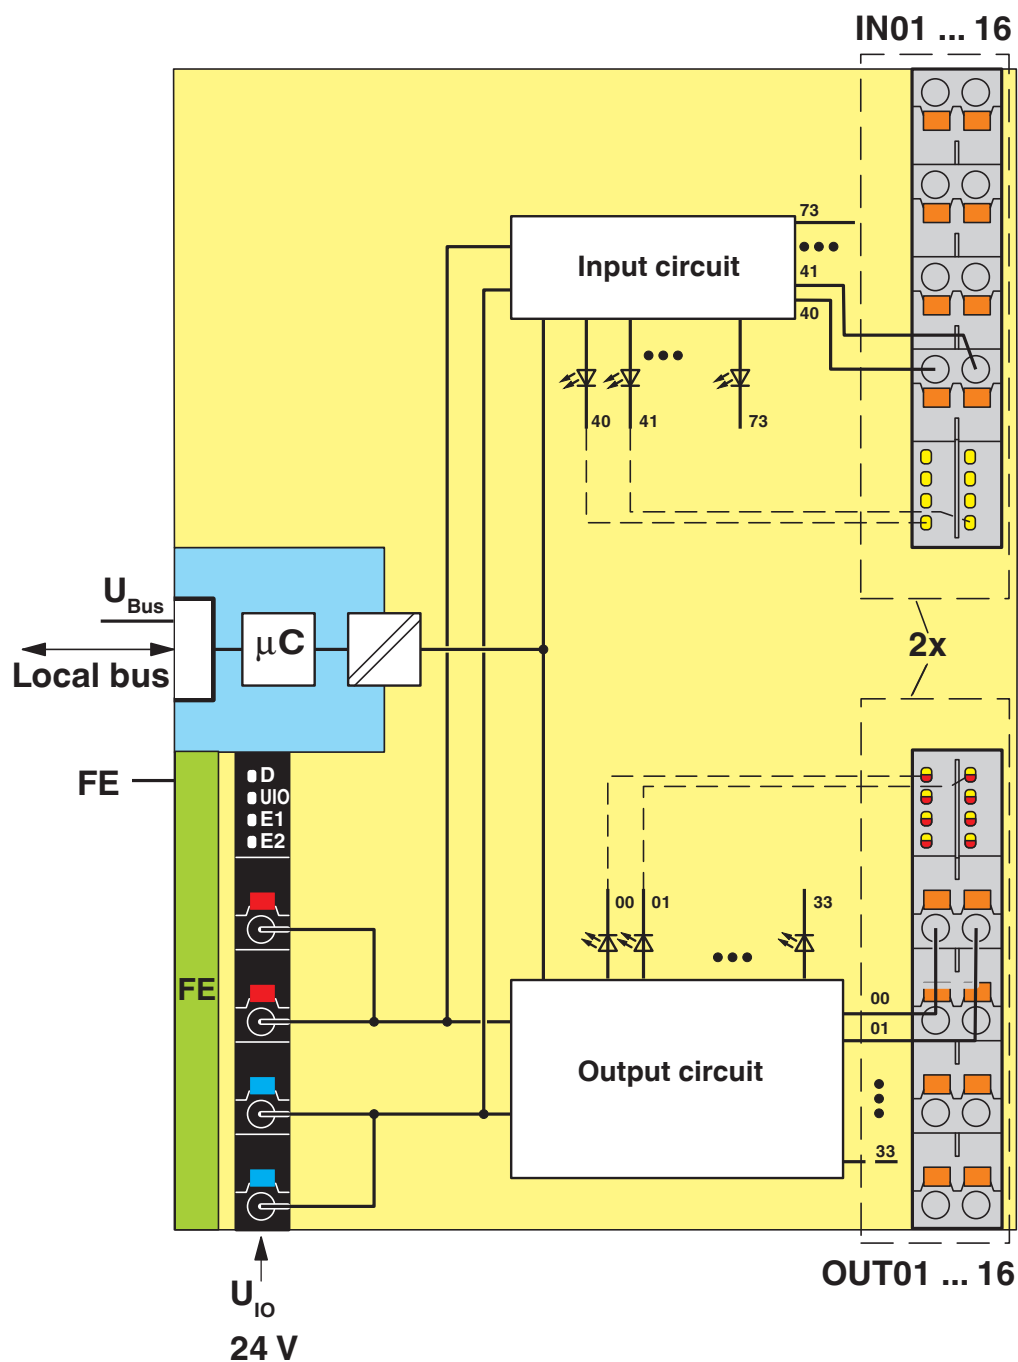 IN01 ... 16
73
Input circuit
41
40
40
41
73
U Bus
µC
2x
Local bus
FE
D
UIO
E1
E2
00
01
33
FE
00
01
Output circuit
33
OUT01 ... 16
U IO
24 V